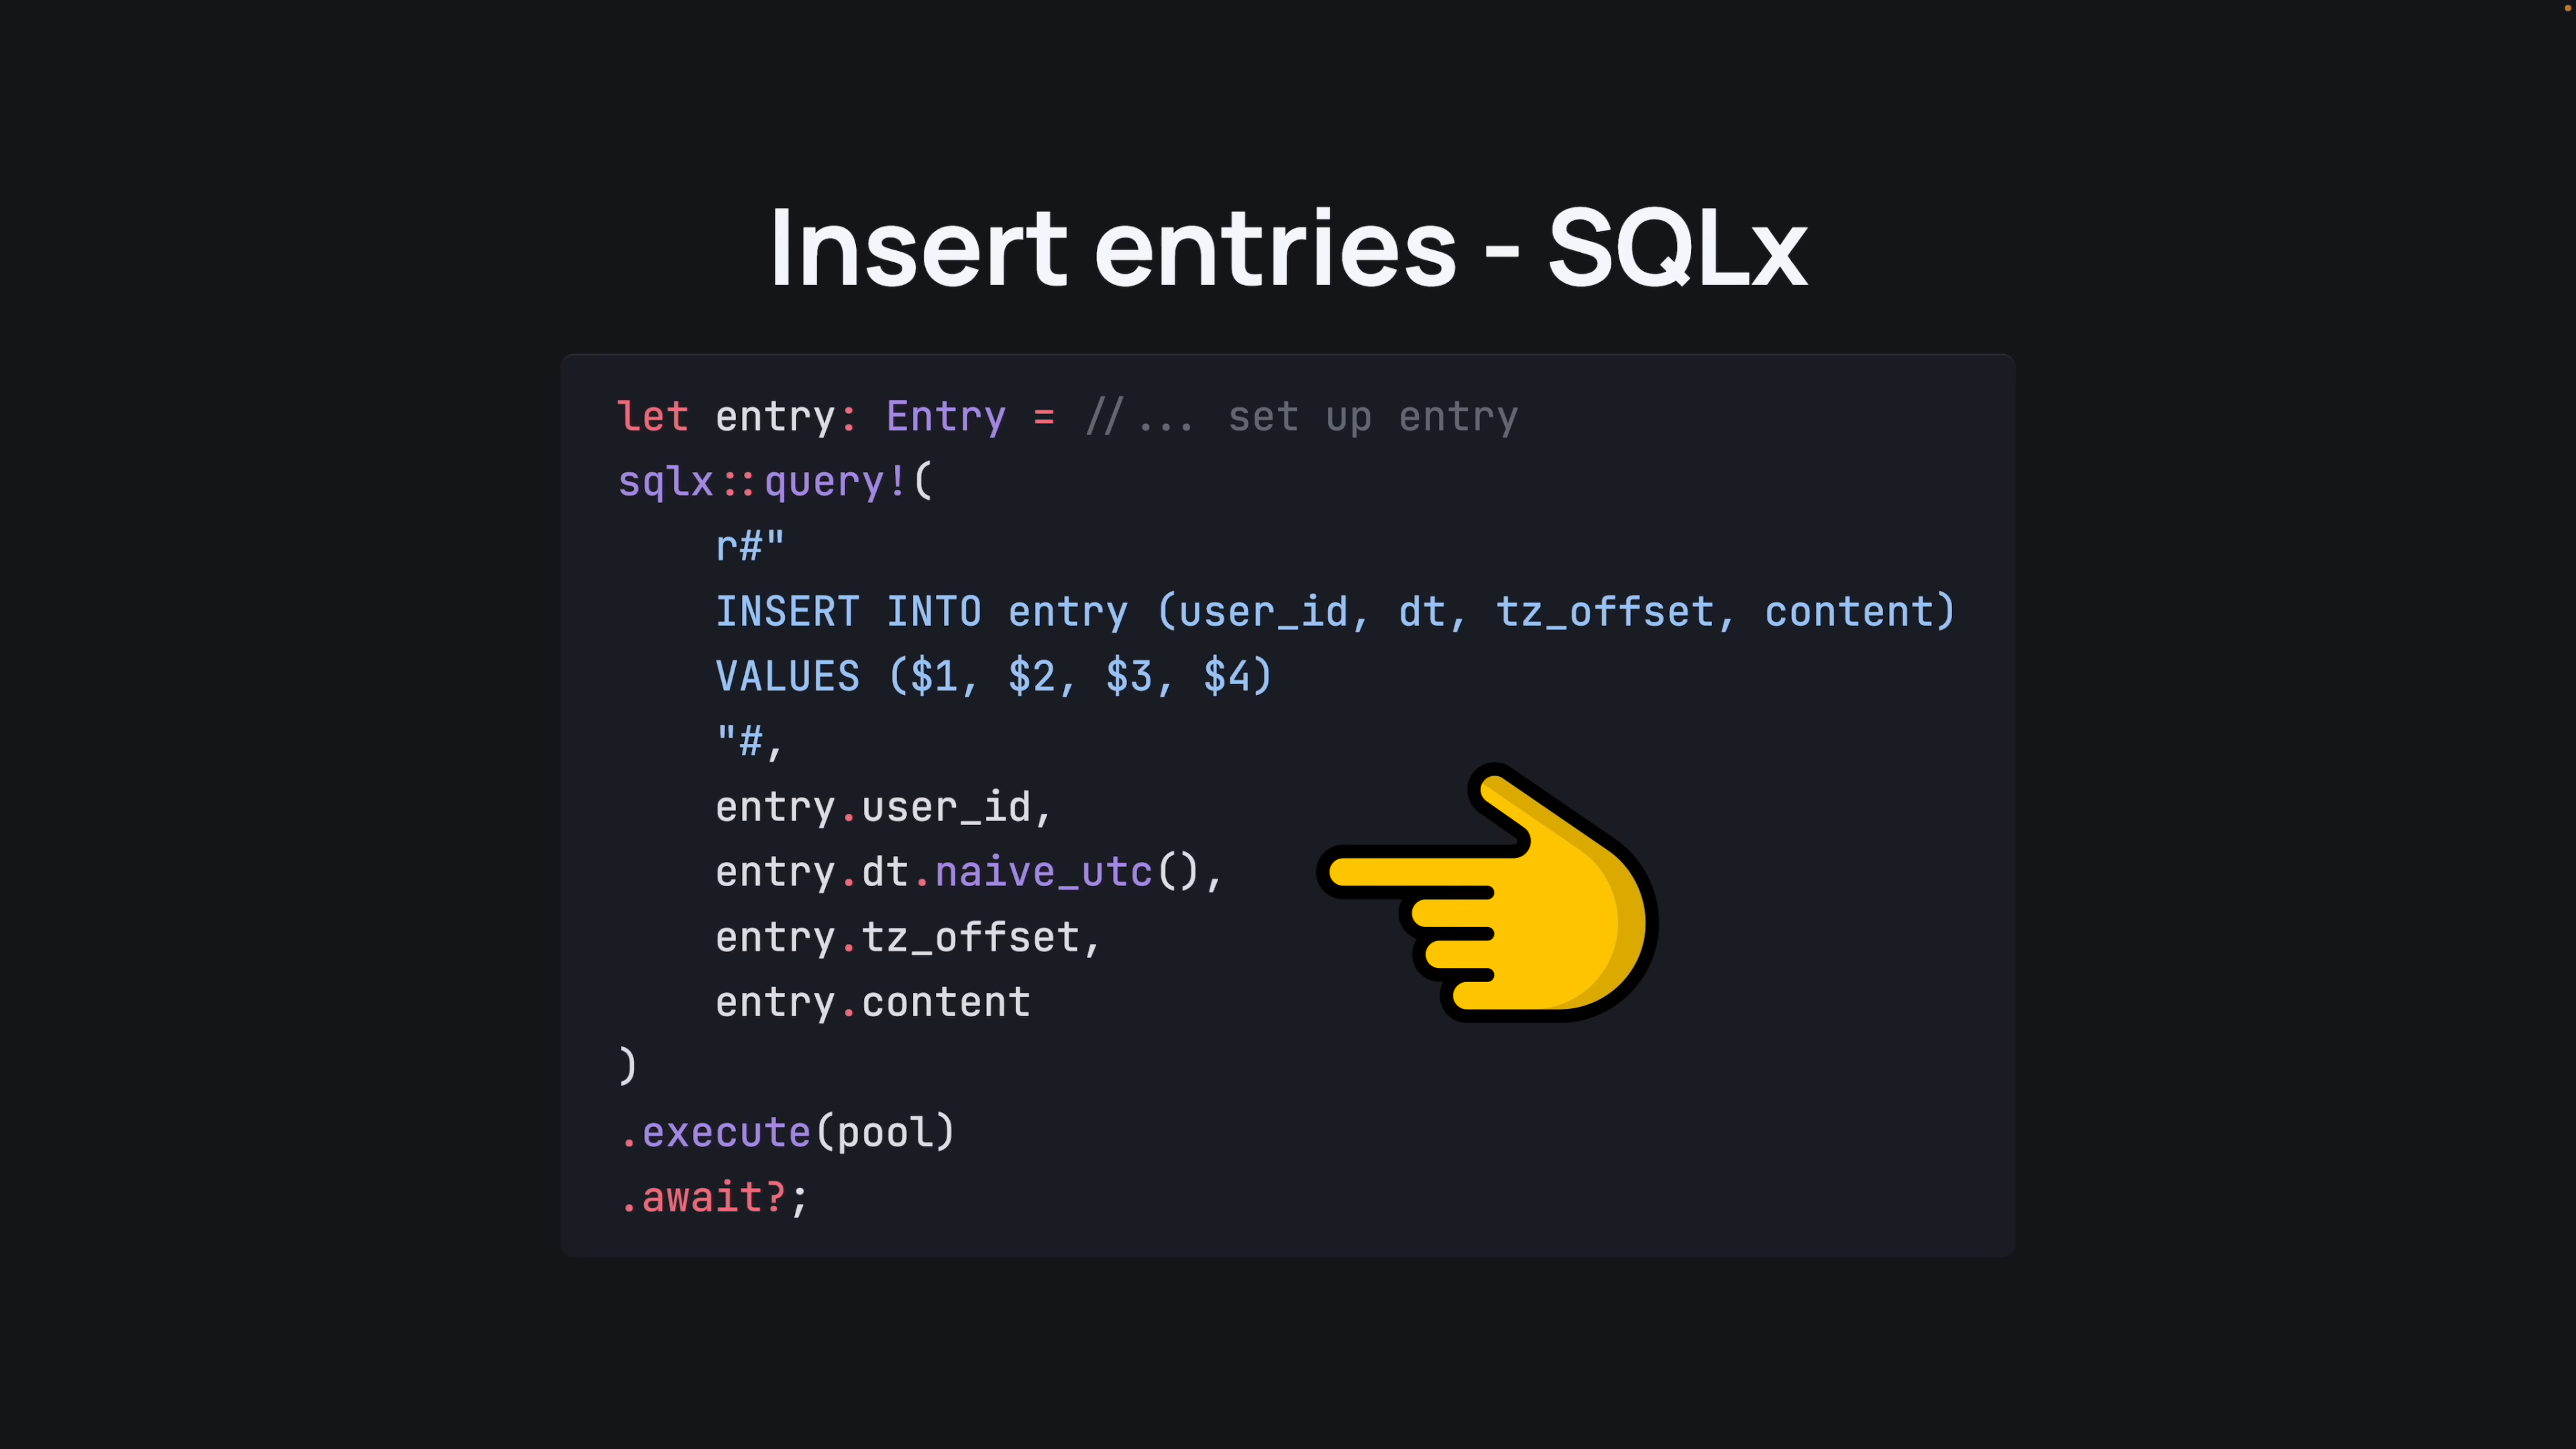 Insert entries - SQLx
let entry: Entry = //... set up entry
sqlx::query!(
r#"
INSERT INTO entry (user_id, dt, tz_offset, content)
VALUES ($1, $2, $3, $4)
"#,
entry.user_id,
entry.dt.naive_utc(),
entry.tz_offset,
entry.content
)
.execute(pool)
.await?;